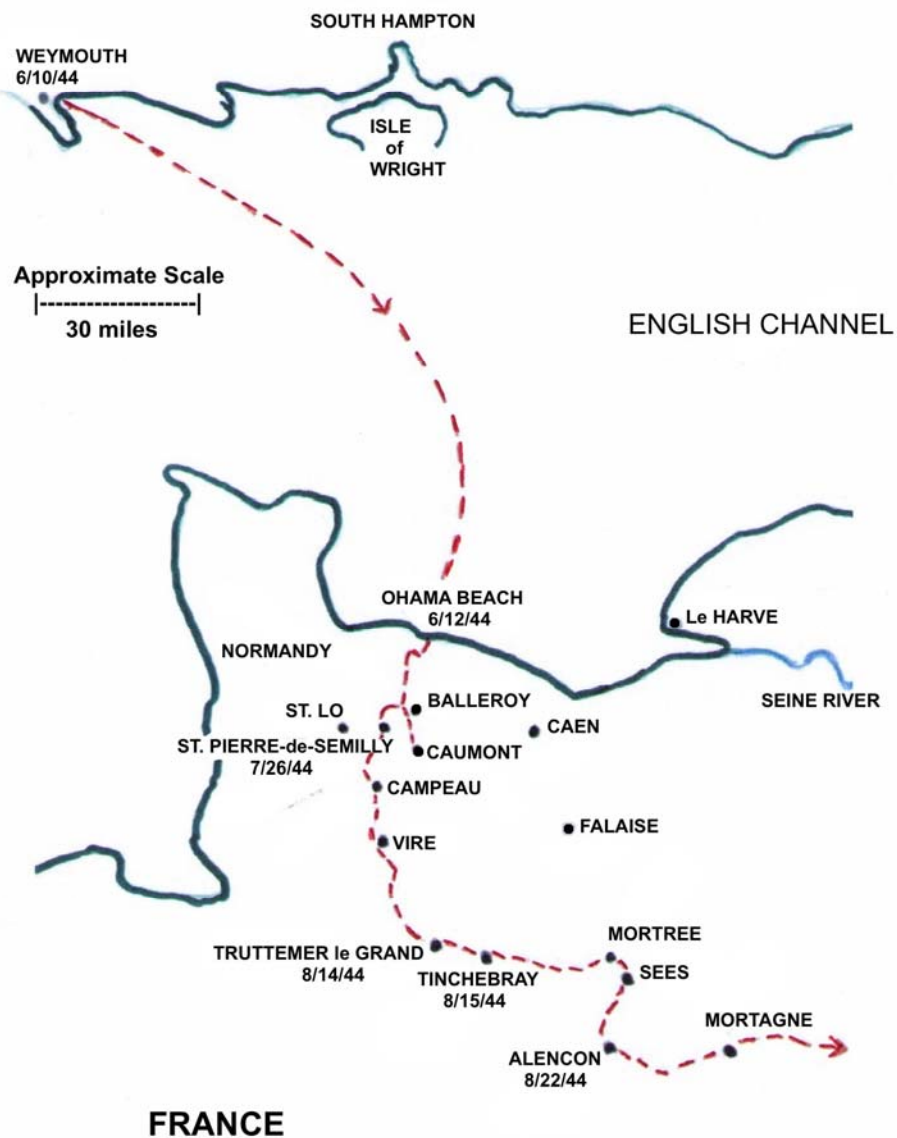 SOUTH HAMPTON
WEYMOUTH
6/10/44
ISLE
of
WRIGHT
Approximate Scale
30 miles
ENGLISH CHANNEL
OHAMA BEACH
6/12/44
Le HARVE
NORMANDY
SEINE RIVER
BALLEROY
ST. LO
CAEN
ST. PIERRE-de-SEMILLY
7/26/44
CAUMONT
CAMPEAU
FALAISE
VIRE
MORTREE
TRUTTEMER le GRAND
8/14/44
SEES
TINCHEBRAY
8/15/44
MORTAGNE
ALENCON
8/22/44
FRANCE